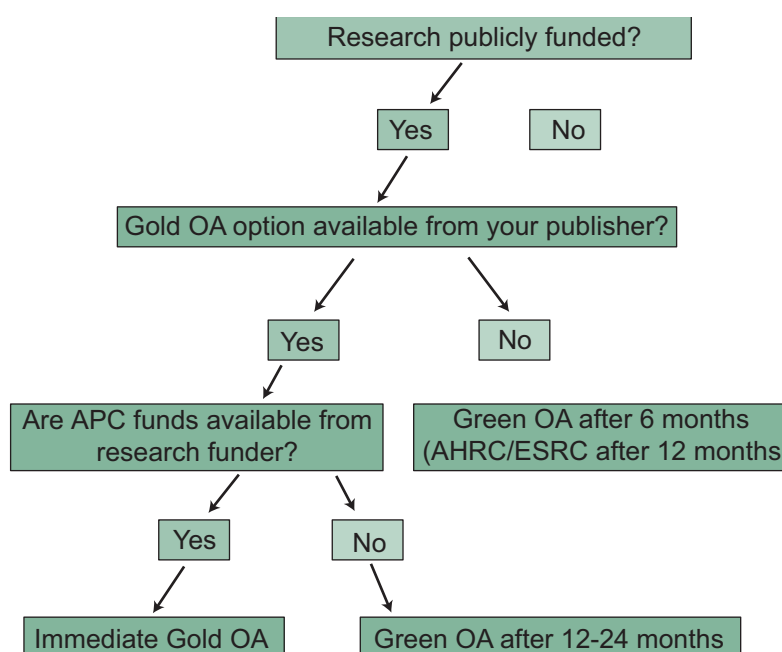 Research publicly funded?
Yes
No
Gold OA option available from your publisher?
Yes
No
Are APC funds available from
research funder?
Green OA after 6 months
(AHRC/ESRC after 12 months
Yes
No
Immediate Gold OA
Green OA after 12-24 months